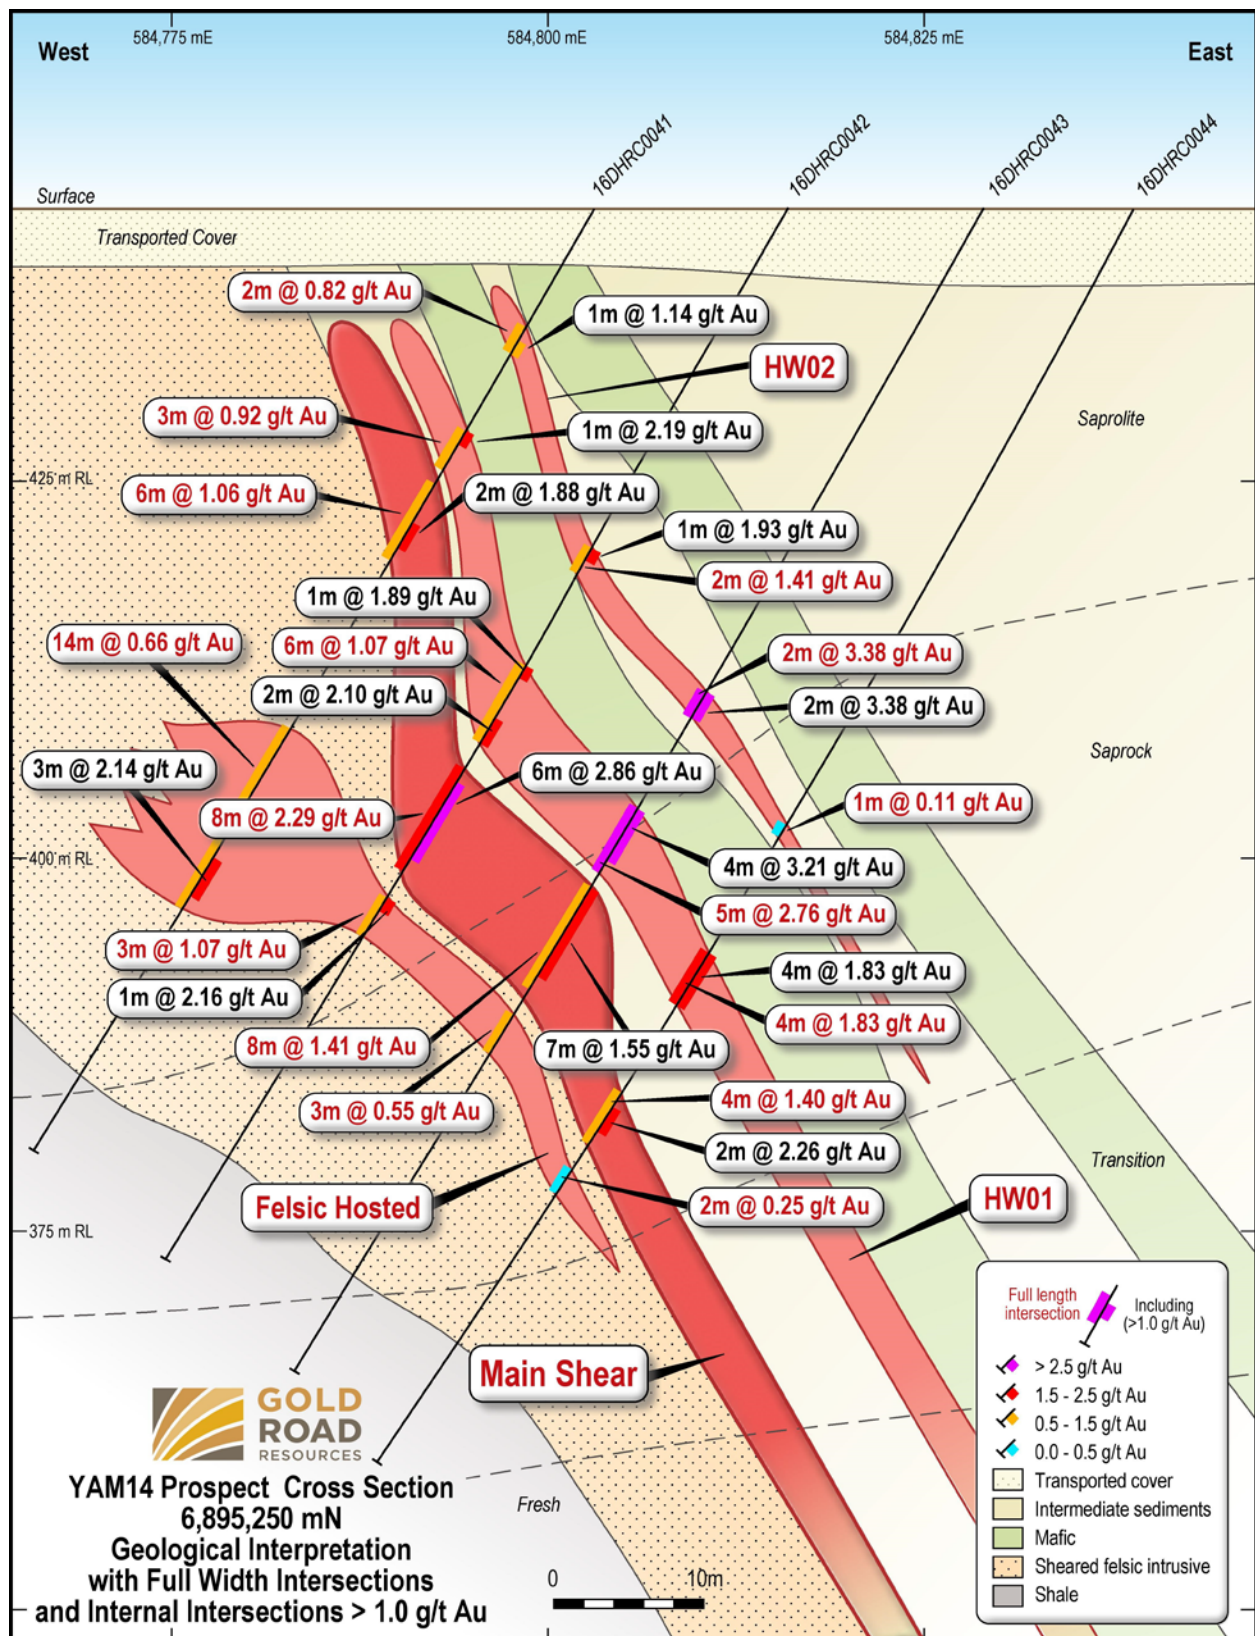 584,775 mE
584,800 mE
584,825 mE
West
East
16DHRC0041
16DHRC0042
16DHRC0043
16DHRC0044
Surface
Transported Cover
2m @ 0.82 g/t Au
1m @ 1.14 g/t Au
HW02
3m @ 0.92 g/t Au
1m @ 2.19 g/t Au
Saprolite
425 m RL
6m @ 1.06 g/t Au
2m @ 1.88 g/t Au
1m @ 1.93 g/t Au
2m @ 1.41 g/t Au
1m @ 1.89 g/t Au
14m @ 0.66 g/t Au
6m @ 1.07 g/t Au
2m @ 3.38 g/t Au
2m @ 2.10 g/t Au
2m @ 3.38 g/t Au
Saprock
3m @ 2.14 g/t Au
6m @ 2.86 g/t Au
8m @ 2.29 g/t Au
1m @ 0.11 g/t Au
400 m RL
4m @ 3.21 g/t Au
5m @ 2.76 g/t Au
3m @ 1.07 g/t Au
4m @ 1.83 g/t Au
1m @ 2.16 g/t Au
4m @ 1.83 g/t Au
8m @ 1.41 g/t Au
7m @ 1.55 g/t Au
3m @ 0.55 g/t Au
4m @ 1.40 g/t Au
2m @ 2.26 g/t Au
Transition
Felsic Hosted
2m @ 0.25 g/t Au
HW01
375 m RL
Main Shear
Fresh
GOLD
ROAD
RESOURCES
YAM14 Prospect Cross Section
6,895,250 mN
Geological Interpretation
with Full Width Intersections
and Internal Intersections > 1.0 g/t Au
0 10m
Full length
intersection
Including
(>1.0 g/t Au)
> 2.5 g/t Au
1.5 - 2.5 g/t Au
0.5 - 1.5 g/t Au
0.0 - 0.5 g/t Au
Transported cover
Intermediate sediments
Mafic
Sheared felsic intrusive
Shale